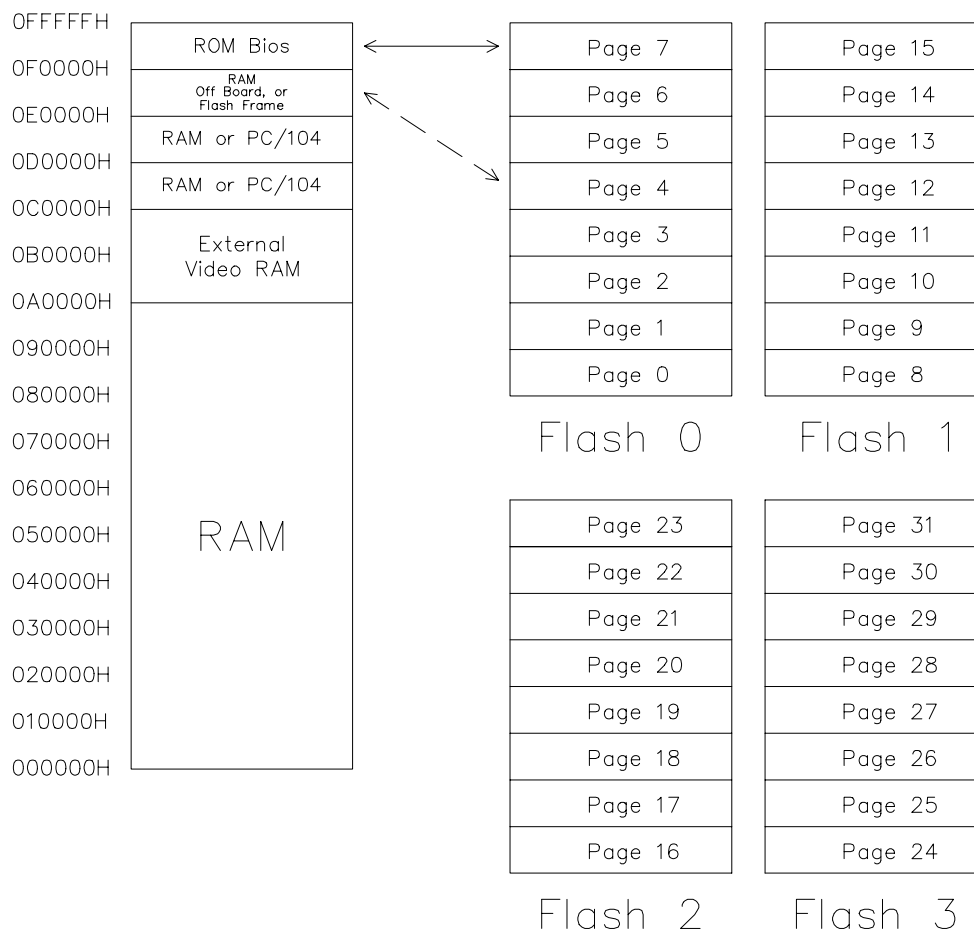 0FFFFFH
0F0000H
0E0000H
0D0000H
0C0000H
0B0000H
0A0000H
090000H
080000H
070000H
060000H
050000H
040000H
030000H
020000H
010000H
000000H
ROM Bios
RAM
Off Board, or
Flash Frame
RAM or PC/104
RAM or PC/104
External
Video RAM
RAM
Page 7
Page 6
Page 5
Page 4
Page 3
Page 2
Page 1
Page 0
Flash 0
Page 15
Page 14
Page 13
Page 12
Page 11
Page 10
Page 9
Page 8
Flash 1
Page 23
Page 22
Page 21
Page 20
Page 19
Page 18
Page 17
Page 16
Flash 2
Page 31
Page 30
Page 29
Page 28
Page 27
Page 26
Page 25
Page 24
Flash 3